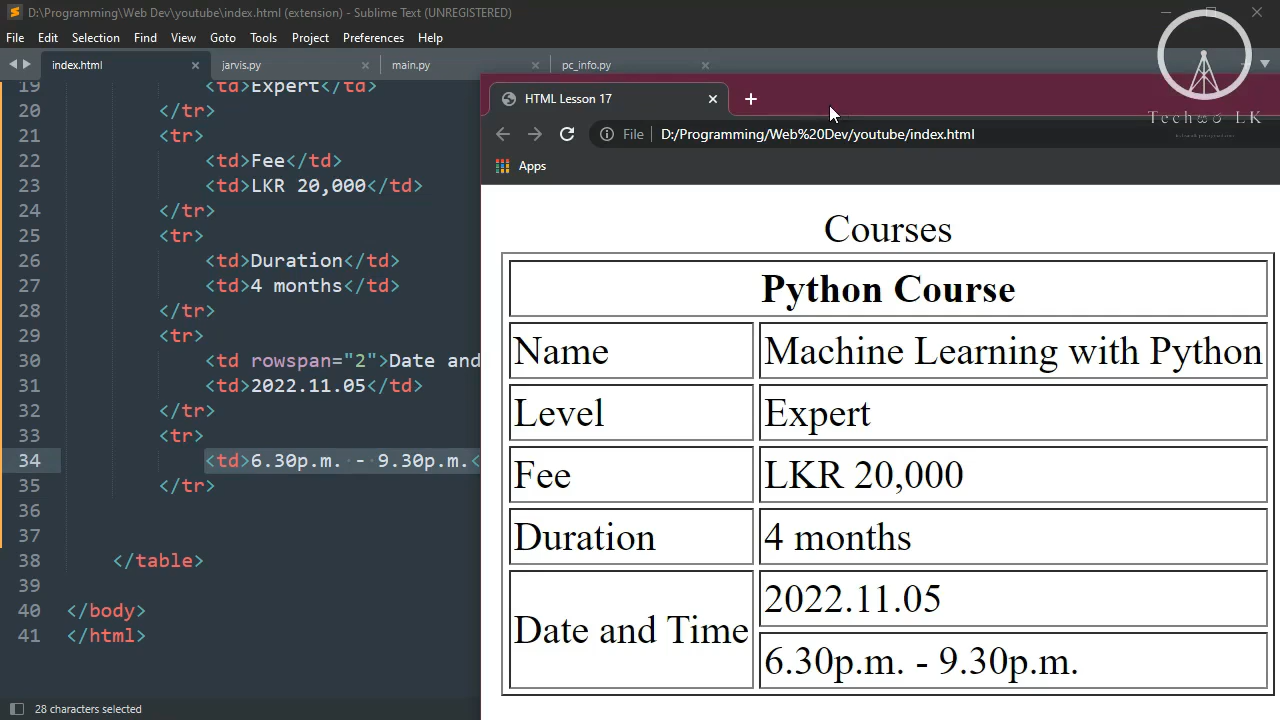 D:\Programming\Web Dev\youtube\index.html (extension) - Sublime Text (UNREGISTERED)
File Edit Selection Find View Goto Tools Project Preferences Help
index.html × jarvis.py × main.py × pc_info.py ×
19 <td>Expert</td>
20 </tr>
21 <tr>
22 <td>Fee</td>
23 <td>LKR 20,000</td>
24 </tr>
25 <tr>
26 <td>Duration</td>
27 <td>4 months</td>
28 </tr>
29 <tr>
30 <td rowspan="2">Date and
31 <td>2022.11.05</td>
32 </tr>
33 <tr>
34 <td>6.30p.m. - 9.30p.m.<
35 </tr>
36
37
38 </table>
39
40 </body>
41 </html>
28 characters selected
HTML Lesson 17
File D:/Programming/Web%20Dev/youtube/index.html
Apps
Courses
Python Course
Name Machine Learning with Python
Level Expert
Fee LKR 20,000
Duration 4 months
Date and Time 2022.11.05
6.30p.m. - 9.30p.m.
LK